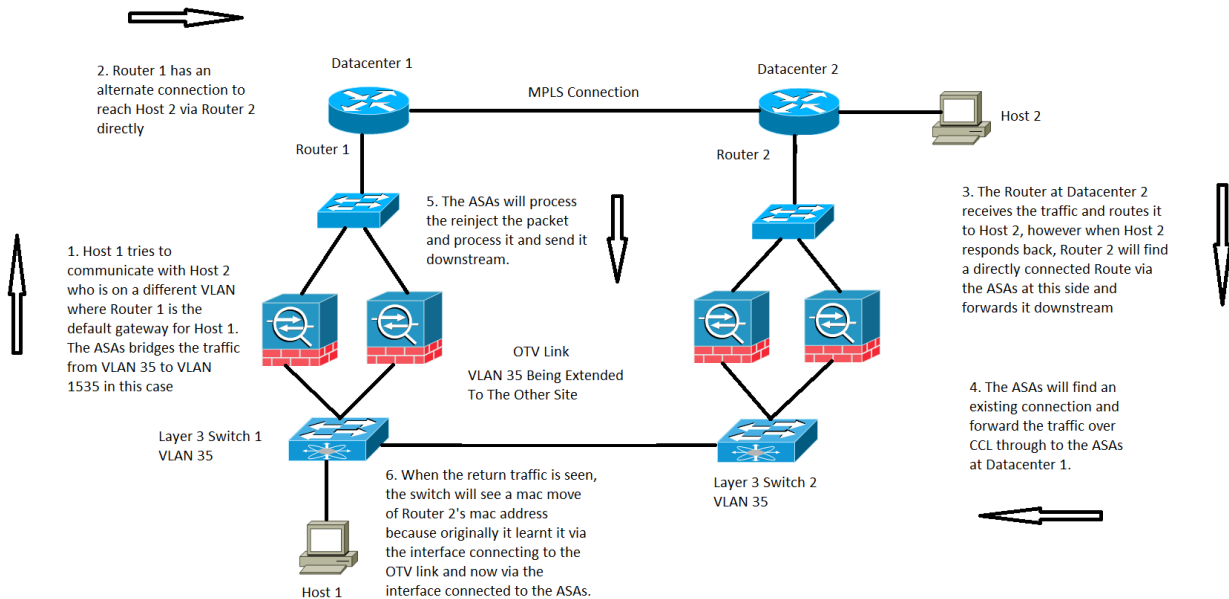 Datacenter 1
Datacenter 2
2. Router 1 has an
alternate connection to
reach Host 2 via Router 2
directly
MPLS Connection
Host 2
Router 1
Router 2
5. The ASAs will process
the reinject the packet
and process it and send it
downstream.
3. The Router at Datacenter 2
receives the traffic and routes it
to Host 2, however when Host 2
responds back, Router 2 will find
a directly connected Route via
the ASAs at this side and
forwards it downstream
1. Host 1 tries to
communicate with Host 2
who is on a different VLAN
where Router 1 is the
default gateway for Host 1.
The ASAs bridges the traffic
from VLAN 35 to VLAN
1535 in this case
OTV Link
VLAN 35 Being Extended
To The Other Site
4. The ASAs will find an
existing connection and
forward the traffic over
CCL through to the ASAs
at Datacenter 1.
Layer 3 Switch 1
VLAN 35
Layer 3 Switch 2
VLAN 35
6. When the return traffic is seen,
the switch will see a mac move
of Router 2's mac address
because originally it learnt it via
the interface connecting to the
OTV link and now via the
interface connected to the ASAs.
Host 1